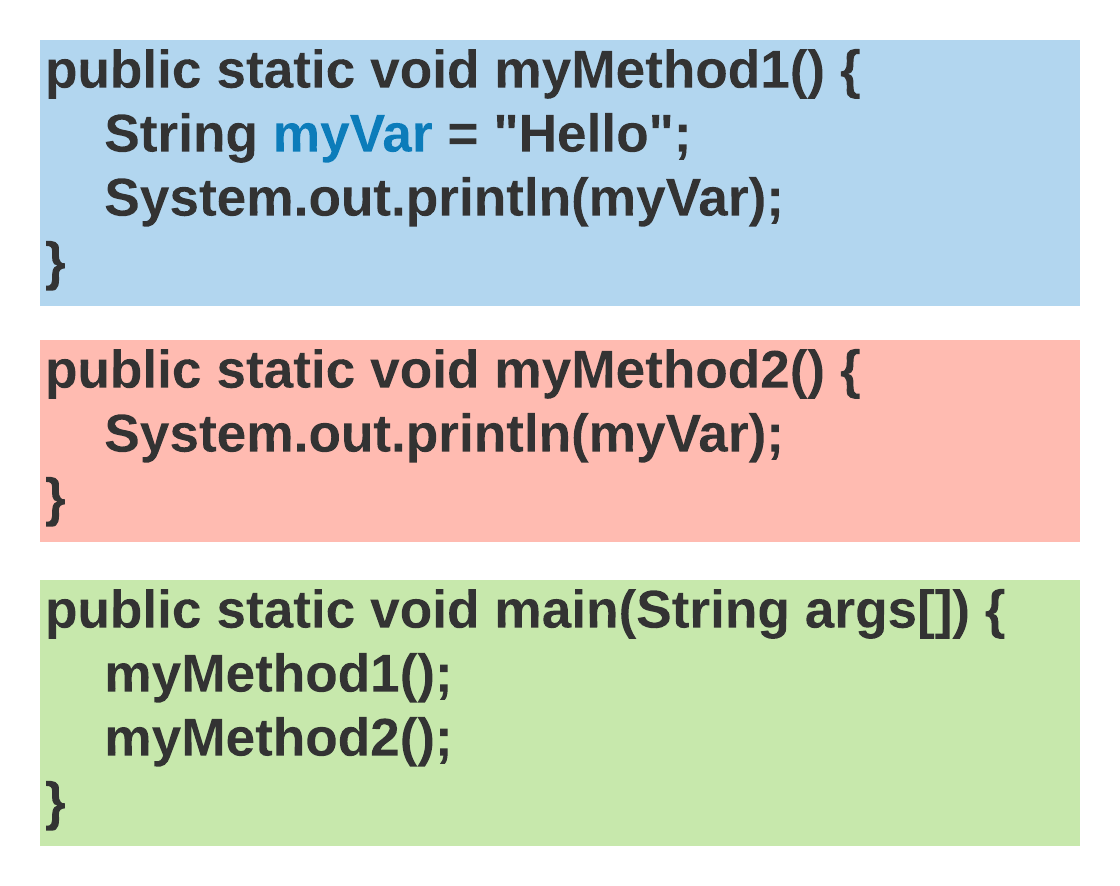 public static void myMethod1() {
String myVar = "Hello";
System.out.println(myVar);
}
public static void myMethod2() {
System.out.println(myVar);
}
public static void main(String args[]) {
myMethod1();
myMethod2();
}